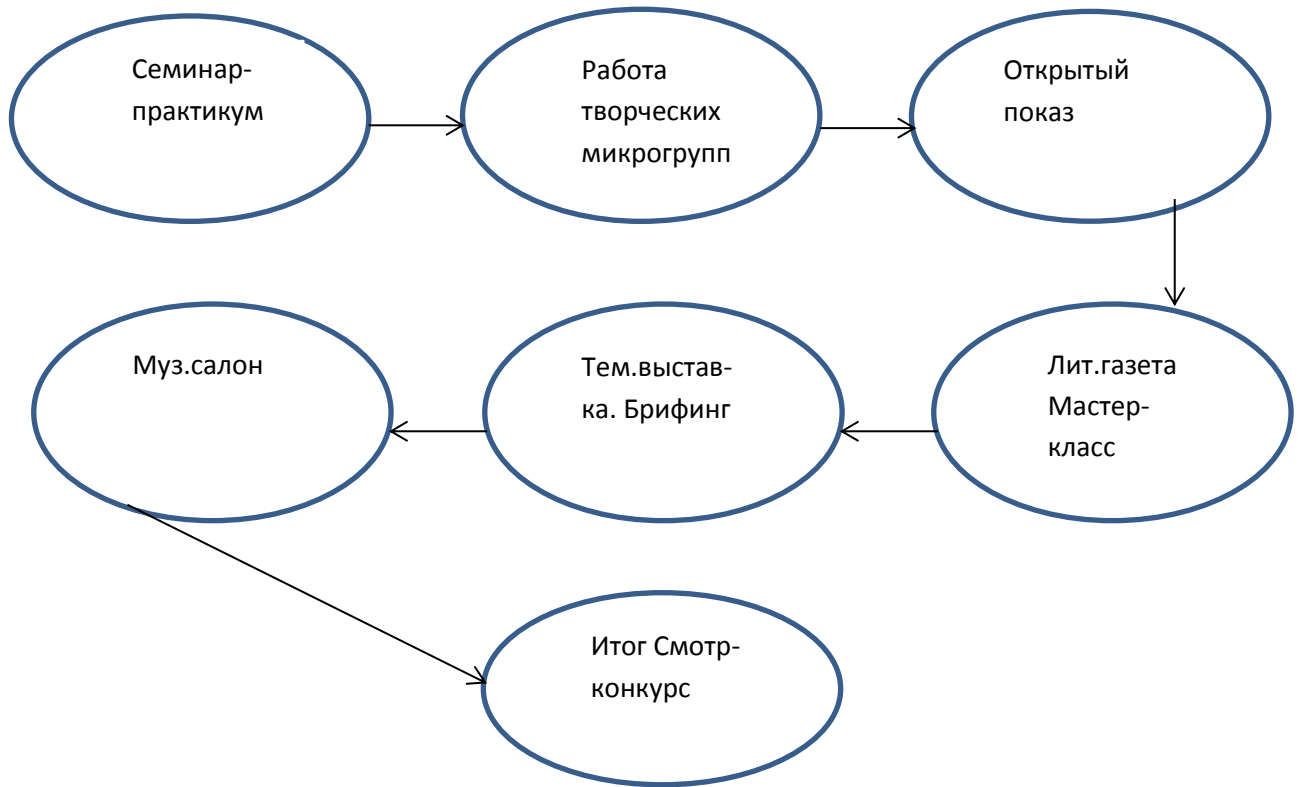 Семинар-
практикум
Работа
творческих
микрогрупп
Открытый
показ
Лит.газета
Мастер-
класс
Тем.выстав-
ка. Брифинг
Муз.салон
Итог Смотр-
конкурс